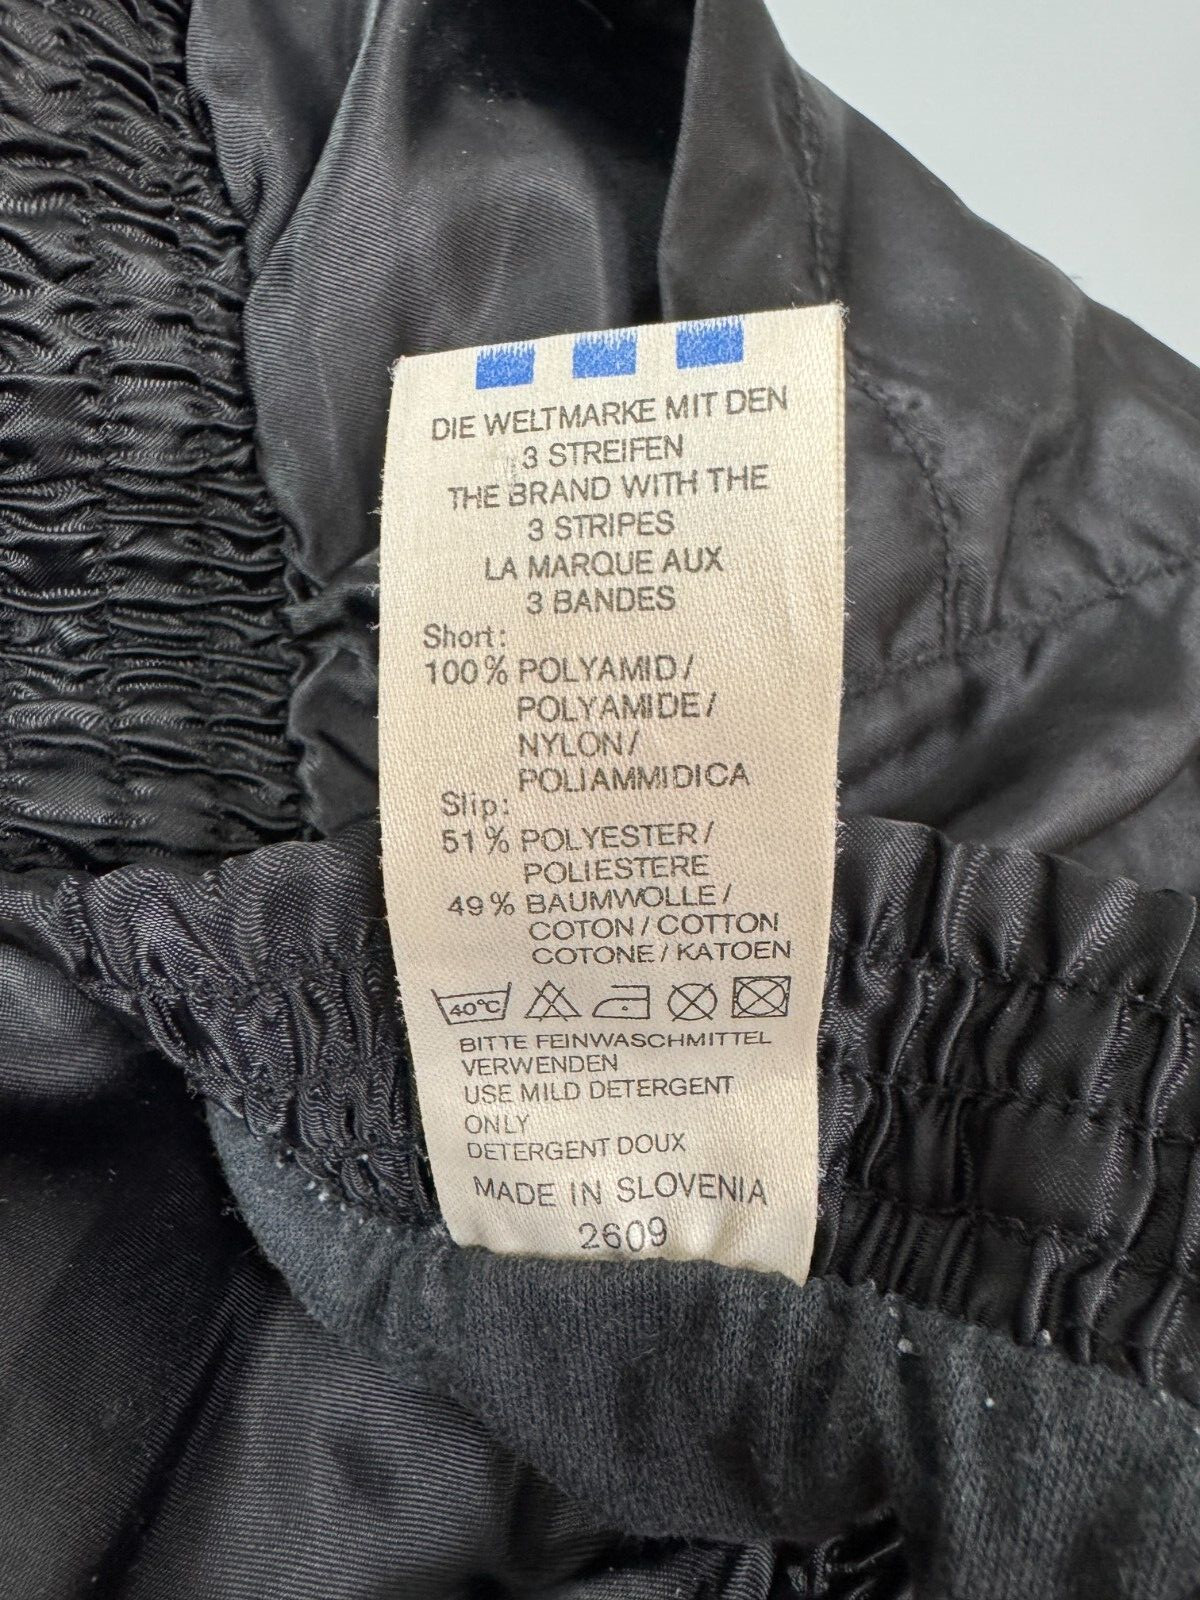 DIE WELTMARKE MIT DEN
3 STREIFEN
THE BRAND WITH THE
3 STRIPES
LA MARQUE AUX
3 BANDES
Short:
100% POLYAMID/
POLYAMIDE/
NYLON/
POLIAMMIDICA
Slip:
51% POLYESTER/
POLIESTERE
49% BAUMWOLLE/
COTON/COTTON
COTONE/KATOEN
40°C
BITTE FEINWASCHMITTEL
VERWENDEN
USE MILD DETERGENT
ONLY
DETERGENT DOUX
MADE IN SLOVENIA
2609